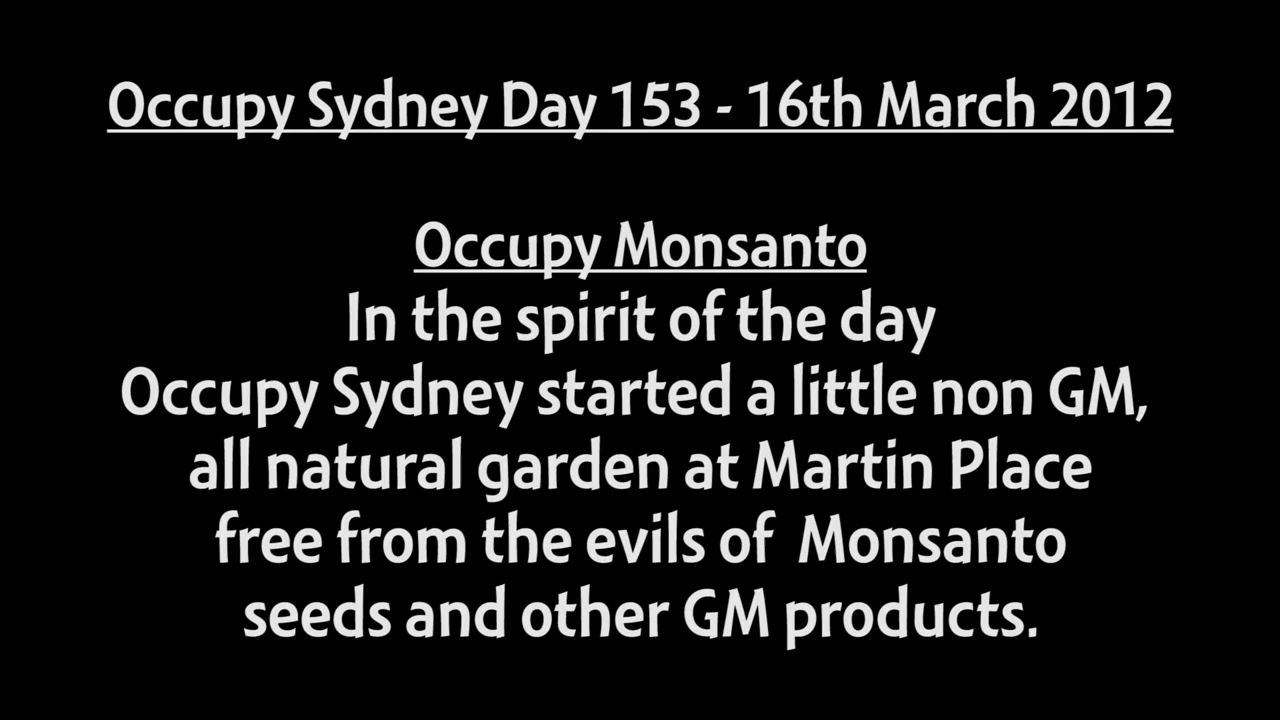 Occupy Sydney Day 153 - 16th March 2012
Occupy Monsanto
In the spirit of the day
Occupy Sydney started a little non GM,
all natural garden at Martin Place
free from the evils of Monsanto
seeds and other GM products.